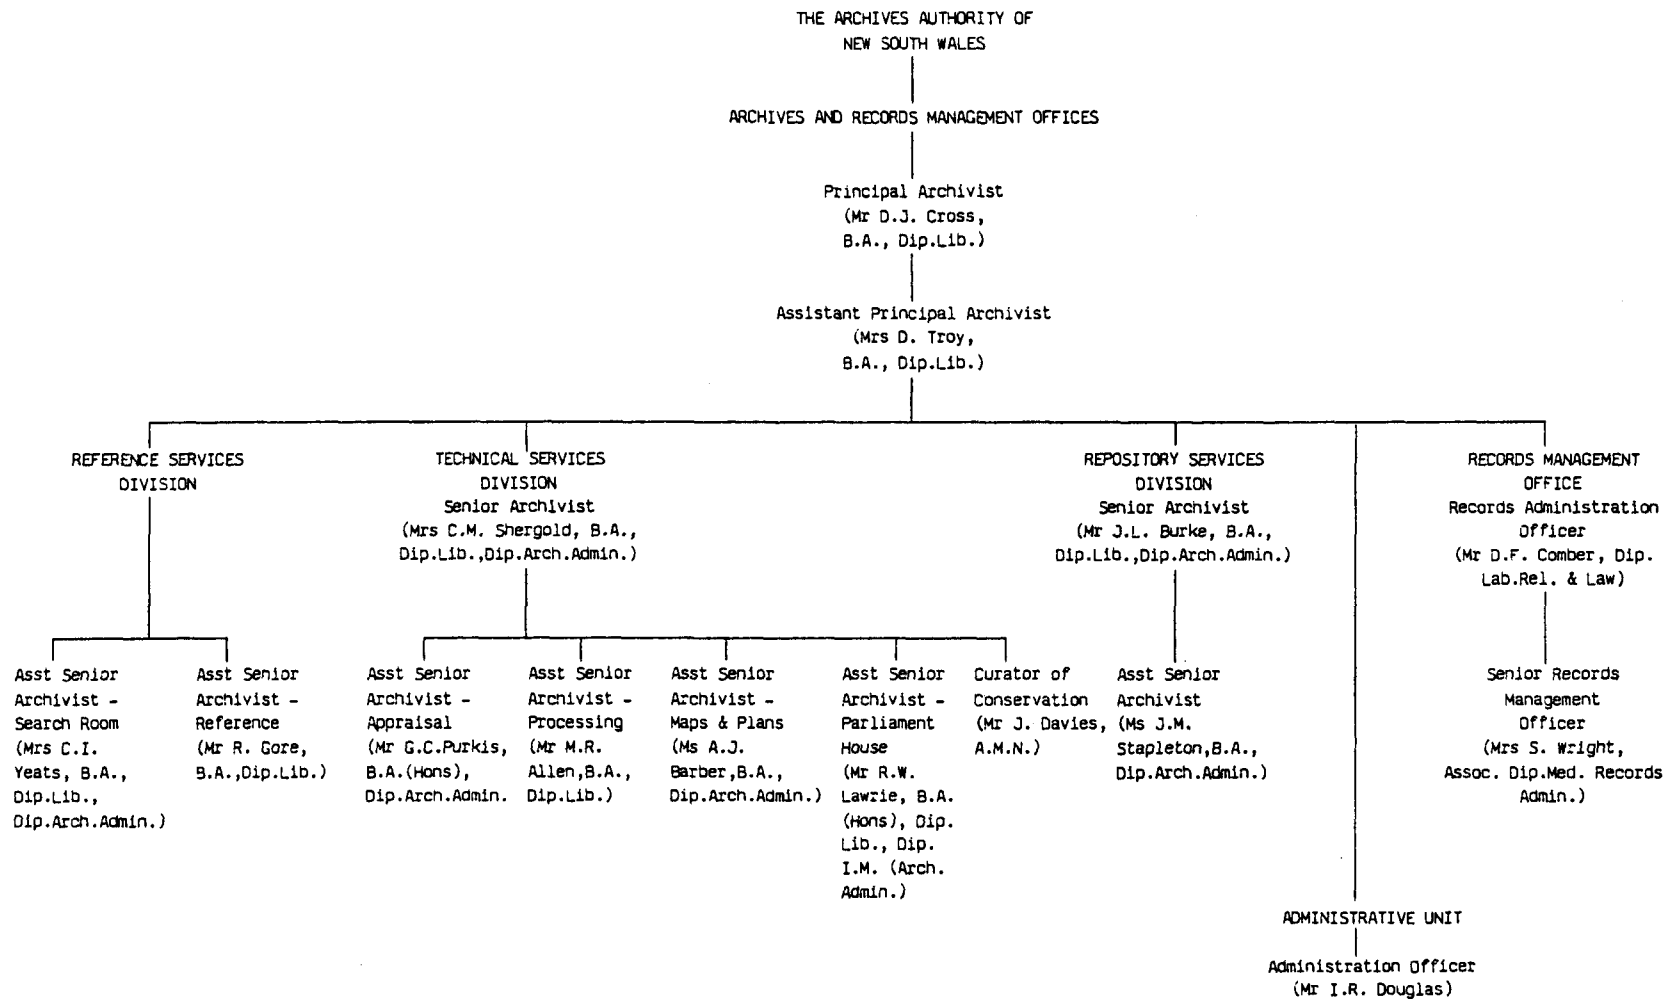 THE ARCHIVES AUTHORITY OF
NEW SOUTH WALES
ARCHIVES AND RECORDS MANAGEMENT OFFICES
Principal Archivist
(Mr D.J. Cross,
B.A., Dip.Lib.)
Assistant Principal Archivist
(Mrs D. Troy,
B.A., Dip.Lib.)
REFERENCE SERVICES
DIVISION
TECHNICAL SERVICES
DIVISION
Senior Archivist
(Mrs C.M. Shergold, B.A.,
Dip.Lib.,Dip.Arch.Admin.)
REPOSITORY SERVICES
DIVISION
Senior Archivist
(Mr J.L. Burke, B.A.,
Dip.Lib.,Dip.Arch.Admin.)
RECORDS MANAGEMENT
OFFICE
Records Administration
Officer
(Mr D.F. Comber, Dip.
Lab.Rel. & Law)
Asst Senior
Archivist -
Search Room
(Mrs C.I.
Yeats, B.A.,
Dip.Lib.,
Dip.Arch.Admin.)
Asst Senior
Archivist -
Reference
(Mr R. Gore,
B.A.,Dip.Lib.)
Asst Senior
Archivist -
Appraisal
(Mr G.C.Purkis,
B.A.(Hons),
Dip.Arch.Admin.
Asst Senior
Archivist -
Processing
(Mr M.R.
Allen,B.A.,
Dip.Lib.)
Asst Senior
Archivist -
Maps & Plans
(Ms A.J.
Barber,B.A.,
Dip.Arch.Admin.)
Asst Senior
Archivist -
Parliament
House
(Mr R.W.
Lawrie, B.A.
(Hons), Dip.
Lib., Dip.
I.M. (Arch.
Admin.)
Curator of
Conservation
(Mr J. Davies,
A.M.N.)
Asst Senior
Archivist
(Ms J.M.
Stapleton,B.A.,
Dip.Arch.Admin.)
Senior Records
Management
Officer
(Mrs S. Wright,
Assoc. Dip.Med. Records
Admin.)
ADMINISTRATIVE UNIT
Administration Officer
(Mr I.R. Douglas)